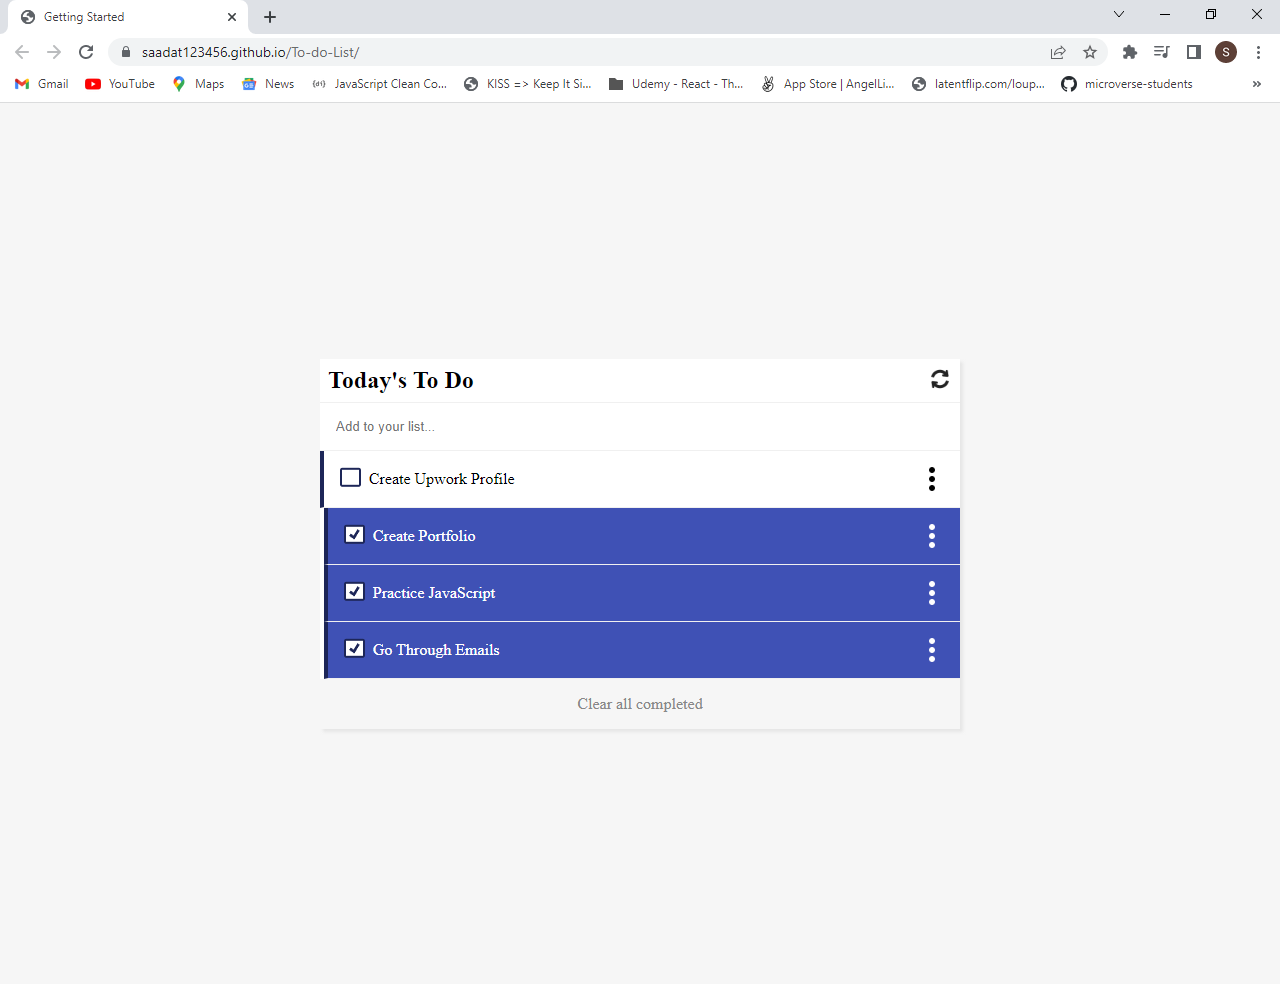 Getting Started
saadat123456.github.io/To-do-List/
S
Gmail YouTube Maps News JavaScript Clean Co... KISS => Keep It Si... Udemy - React - Th... App Store | AngelLi... latentflip.com/loup... microverse-students »
Today's To Do
Add to your list...
Create Upwork Profile
Create Portfolio
Practice JavaScript
Go Through Emails
Clear all completed